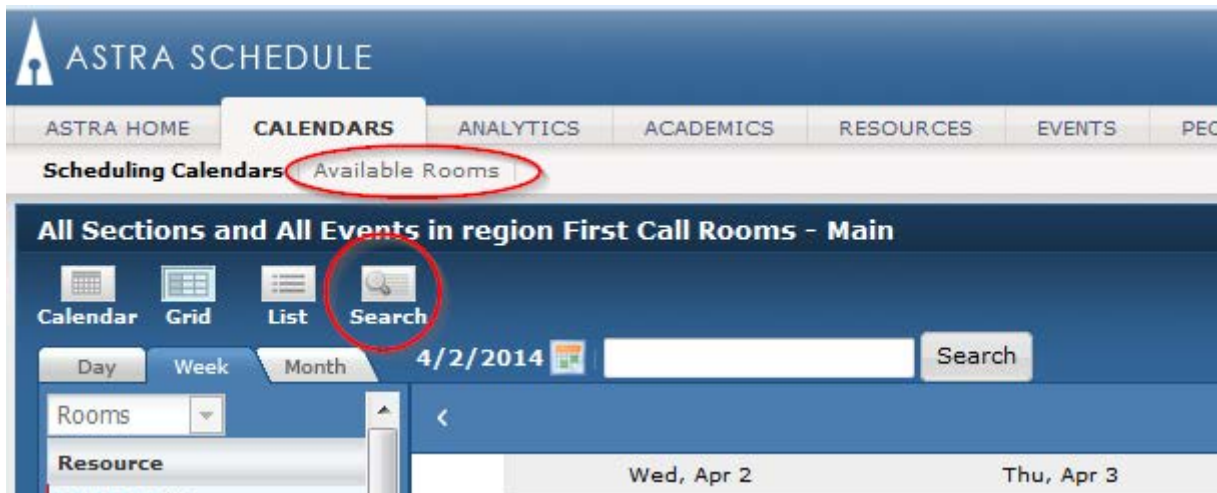 ASTRA SCHEDULE
ASTRA HOME CALENDARS ANALYTICS ACADEMICS RESOURCES EVENTS PEO
Scheduling Calendars Available Rooms
All Sections and All Events in region First Call Rooms - Main
Calendar Grid List Search
Day Week Month 4/2/2014 Search
Rooms
Resource
Wed, Apr 2 Thu, Apr 3